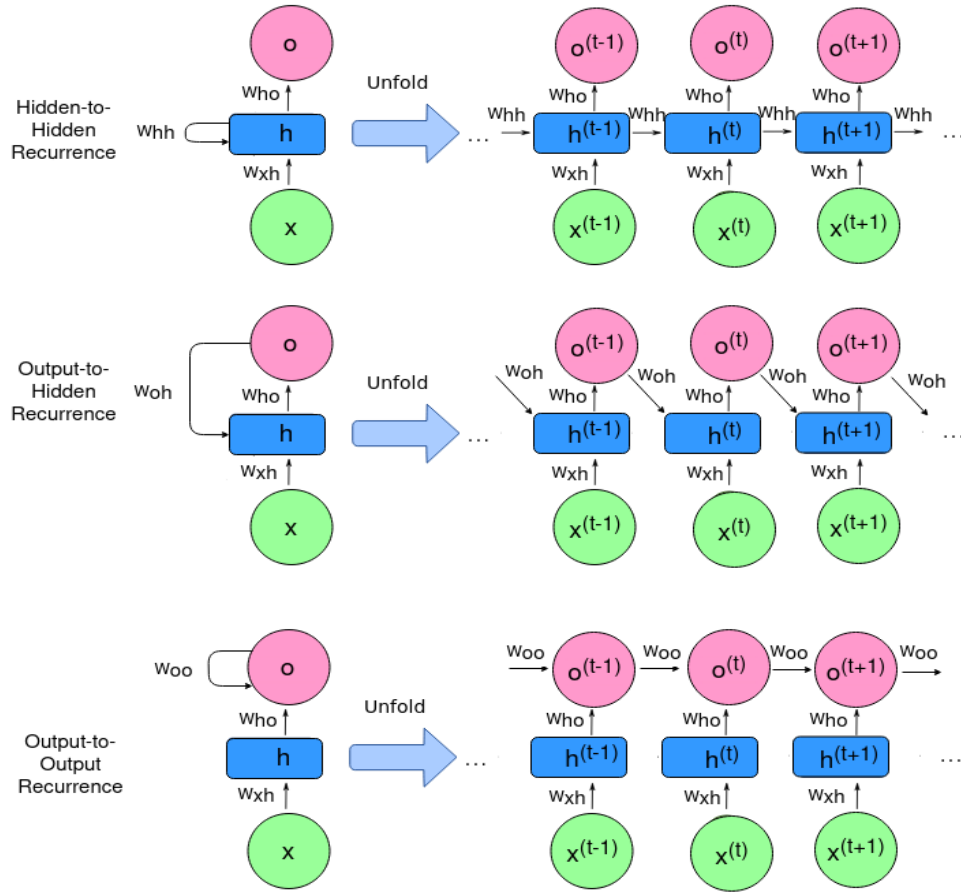 o
o(t-1) o(t) o(t+1)
Who Unfold Who Who Who
Hidden-to-
Hidden
Recurrence
Whh h ... Whh h(t-1) Whh h(t) Whh h(t+1) Whh ...
Wxh Wxh Wxh Wxh
x x(t-1) x(t) x(t+1)
o o(t-1) o(t) o(t+1)
Output-to-
Hidden
Recurrence
Woh Who Unfold Woh Who Woh Who Woh Who Woh
h ... h(t-1) h(t) h(t+1) ...
Wxh Wxh Wxh Wxh
x x(t-1) x(t) x(t+1)
Woo o Woo o(t-1) Woo o(t) Woo o(t+1) Woo
Who Unfold Who Who Who
Output-to-
Output
Recurrence
h ... h(t-1) h(t) h(t+1) ...
Wxh Wxh Wxh Wxh
x x(t-1) x(t) x(t+1)